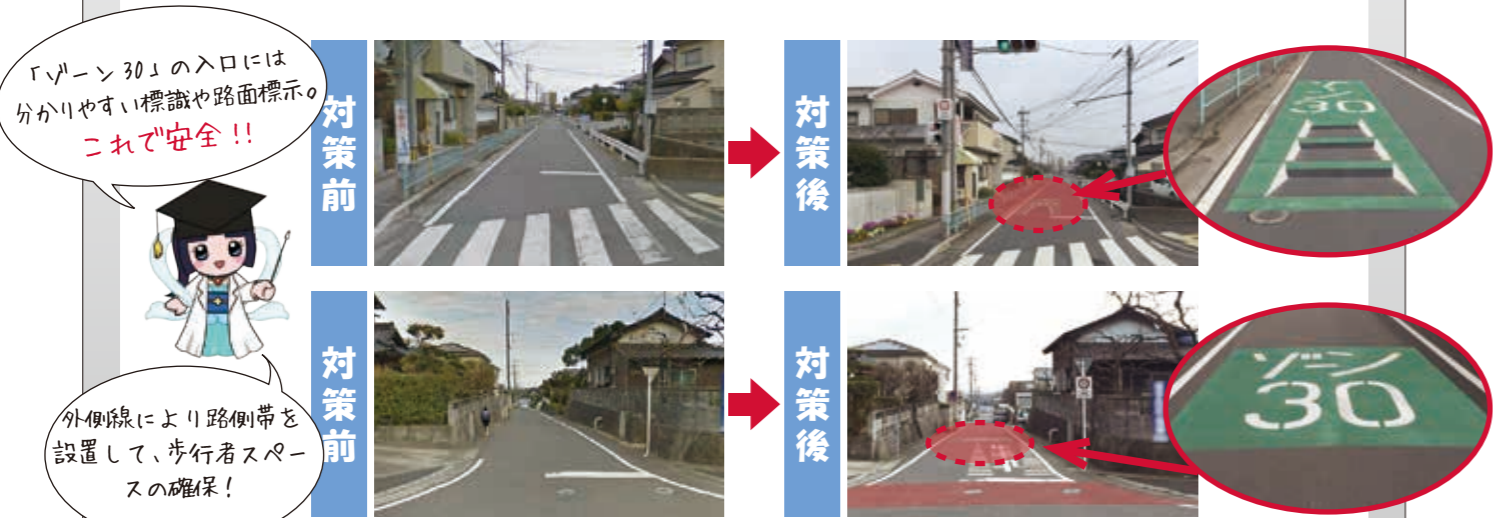 「ゾーン30」の入口には
分かりやすい標識や路面標示。
これで安全!!
対策前
対策後
ゾーン
30
外側線により路側帯を
設置して、歩行者スペー
スの確保!
対策前
対策後
ゾーン
30